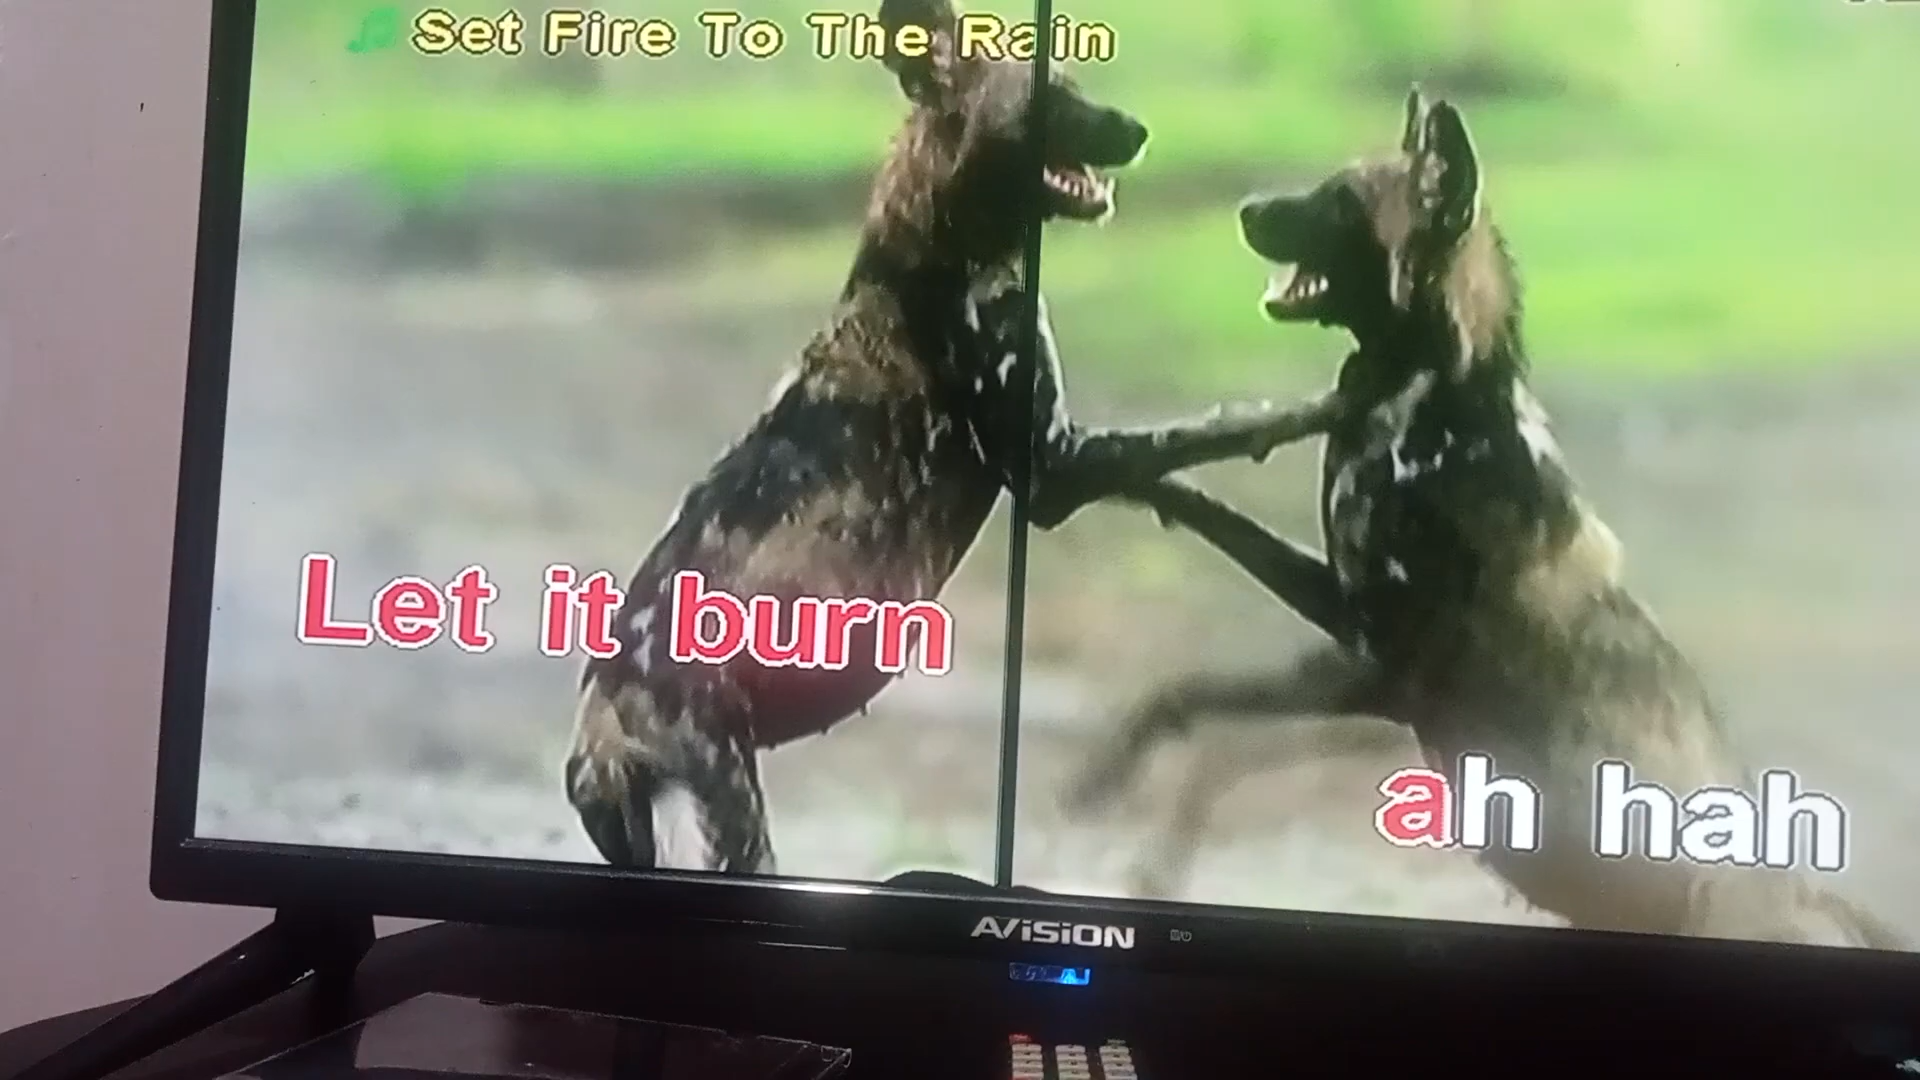 Set Fire To The Rain
Let it burn
ah hah
AVISION